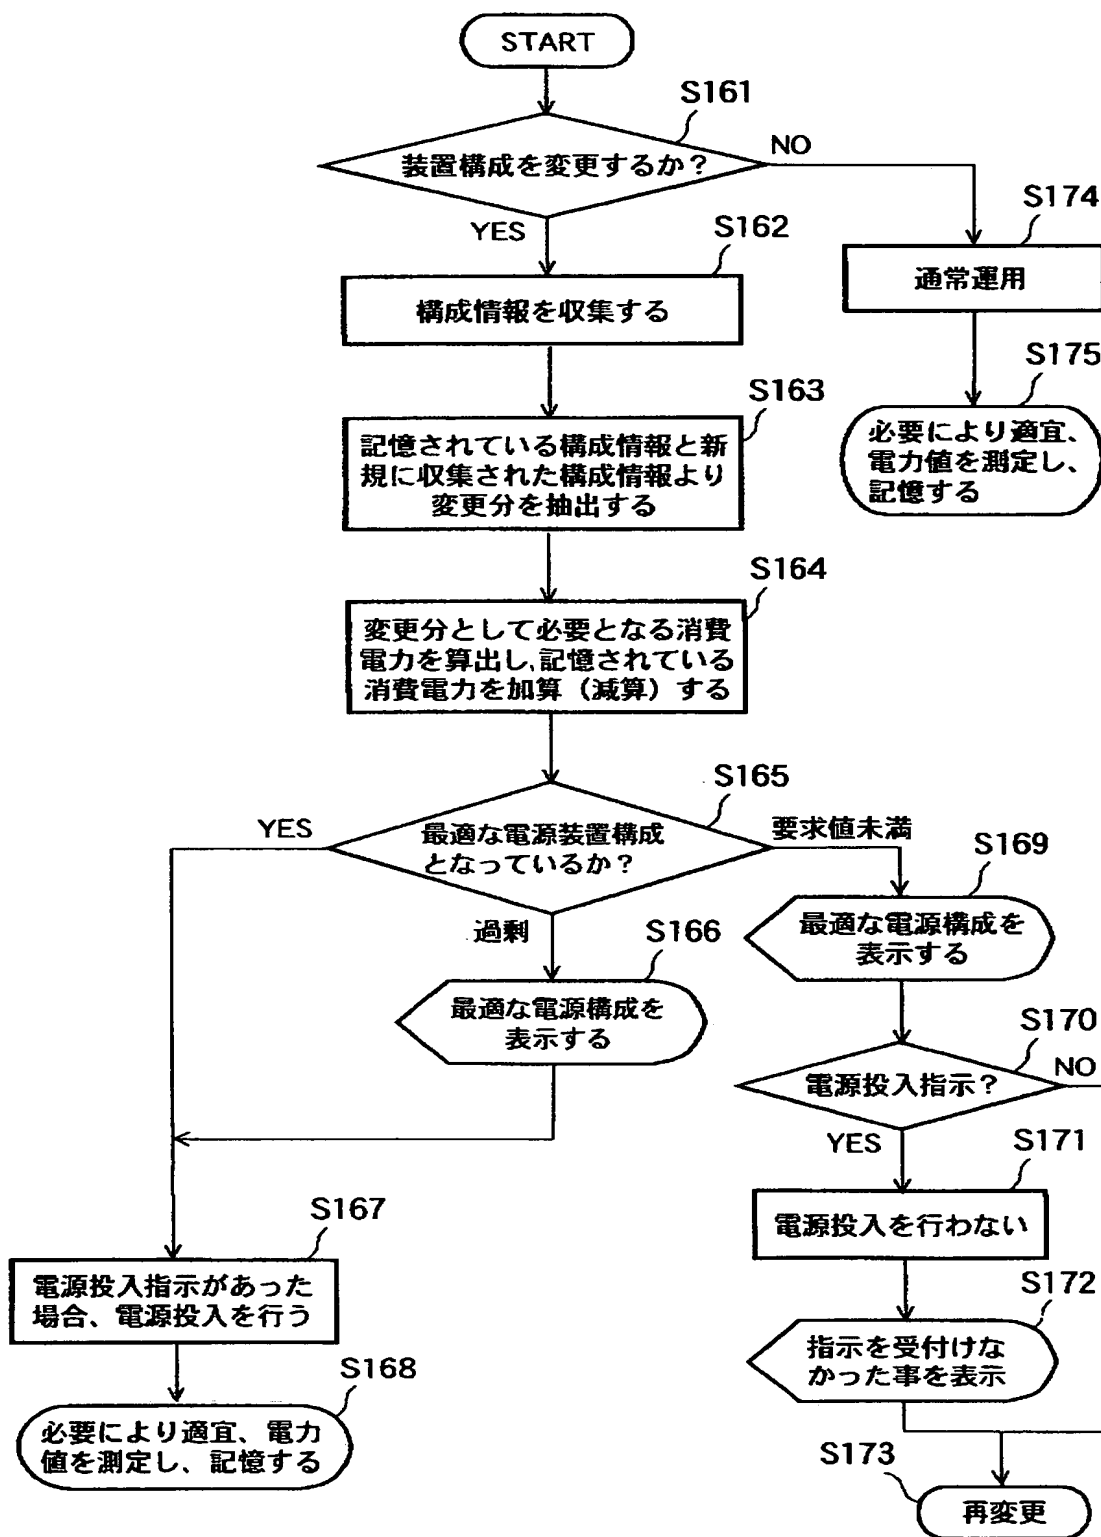 START
S161
装置構成を変更するか？
NO
YES
S162
構成情報を収集する
S174
通常運用
S175
必要により適宜、
電力値を測定し、
記憶する
S163
記憶されている構成情報と新
規に収集された構成情報より
変更分を抽出する
S164
変更分として必要となる消費
電力を算出し、記憶されている
消費電力を加算（減算）する
S165
最適な電源装置構成
となっているか？
YES
要求値未満
過剰
S166
最適な電源構成を
表示する
S169
最適な電源構成を
表示する
S170
電源投入指示？
NO
YES
S171
電源投入を行わない
S167
電源投入指示があった
場合、電源投入を行う
S172
指示を受付けな
かった事を表示
S168
必要により適宜、電力
値を測定し、記憶する
S173
再変更